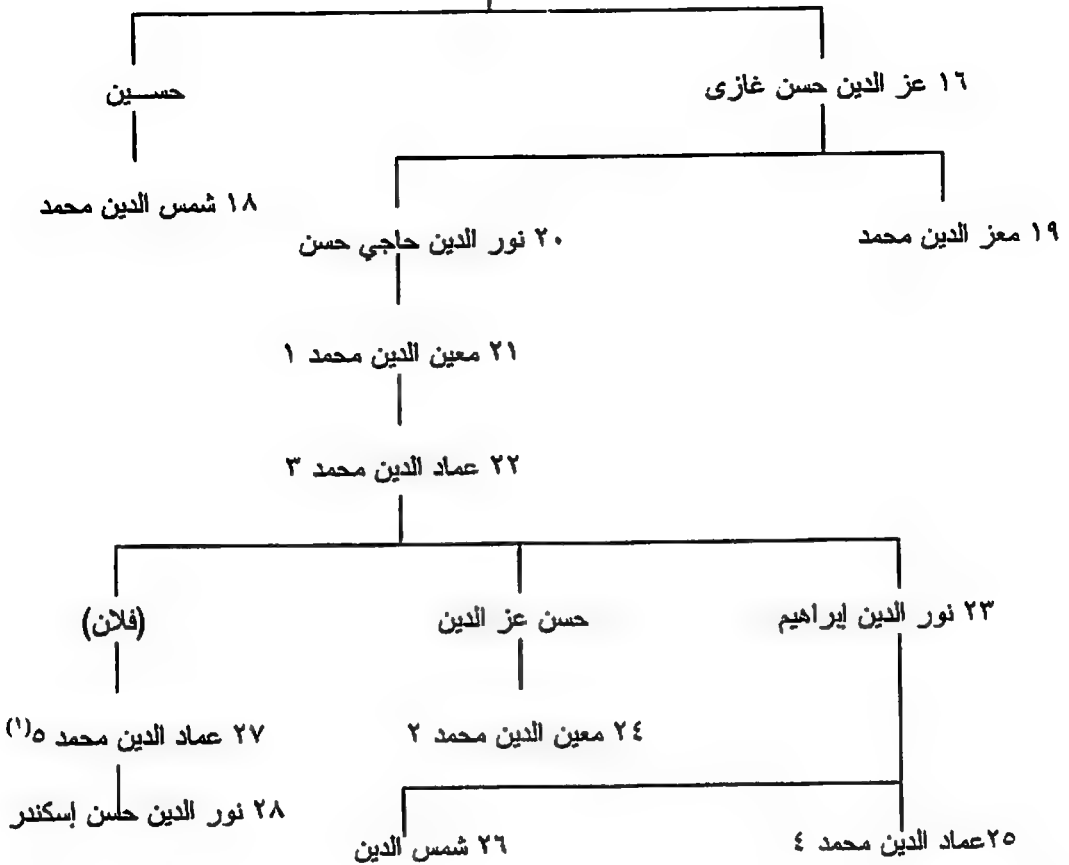 ١٦ عز الدين حسن غازى
حســين
١٨ شمس الدين محمد
١٩ معز الدين محمد
٢٠ نور الدين حاجي حسن
٢١ معين الدين محمد ١
٢٢ عماد الدين محمد ٣
٢٣ نور الدين إبراهيم
حسن عز الدين
(فلان)
٢٤ معين الدين محمد ٢
٢٧ عماد الدين محمد ٥(١)
٢٨ نور الدين حسن إسكندر
٢٥عماد الدين محمد ٤
٢٦ شمس الدين